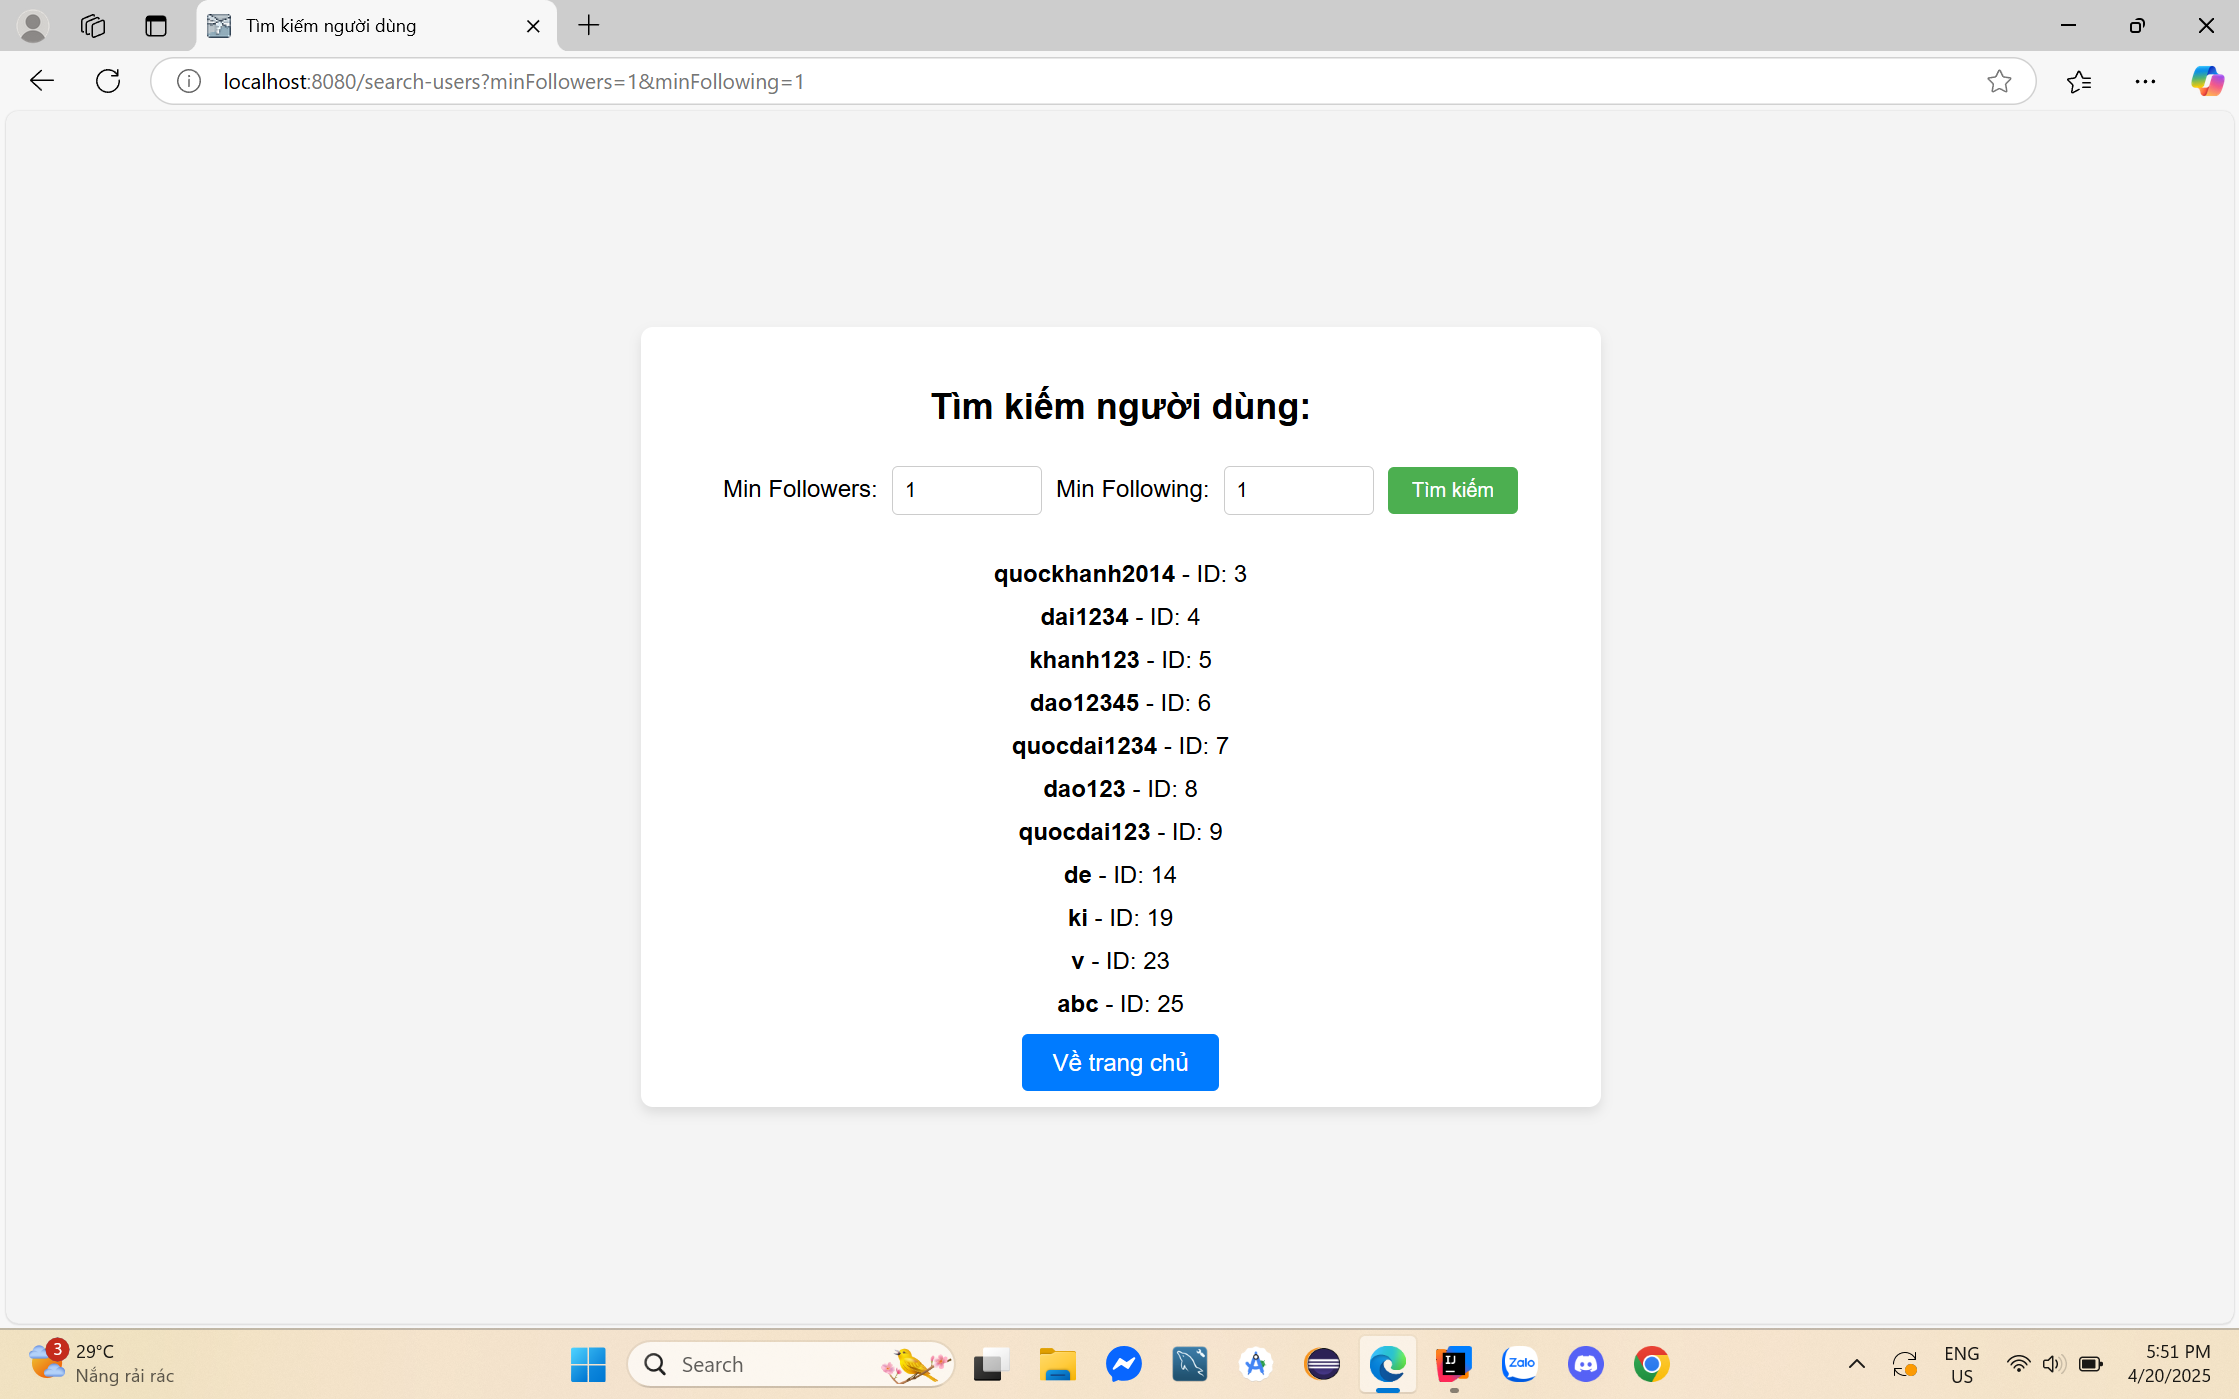 Tìm kiếm người dùng
localhost:8080/search-users?minFollowers=1&minFollowing=1
Tìm kiếm người dùng:
Min Followers: 1 Min Following: 1 Tìm kiếm
quockhanh2014 - ID: 3
dai1234 - ID: 4
khanh123 - ID: 5
dao12345 - ID: 6
quocdai1234 - ID: 7
dao123 - ID: 8
quocdai123 - ID: 9
de - ID: 14
ki - ID: 19
v - ID: 23
abc - ID: 25
Về trang chủ
3
29°C
Nắng rải rác
Search
IJ
Zalo
ENG
US
5:51 PM
4/20/2025